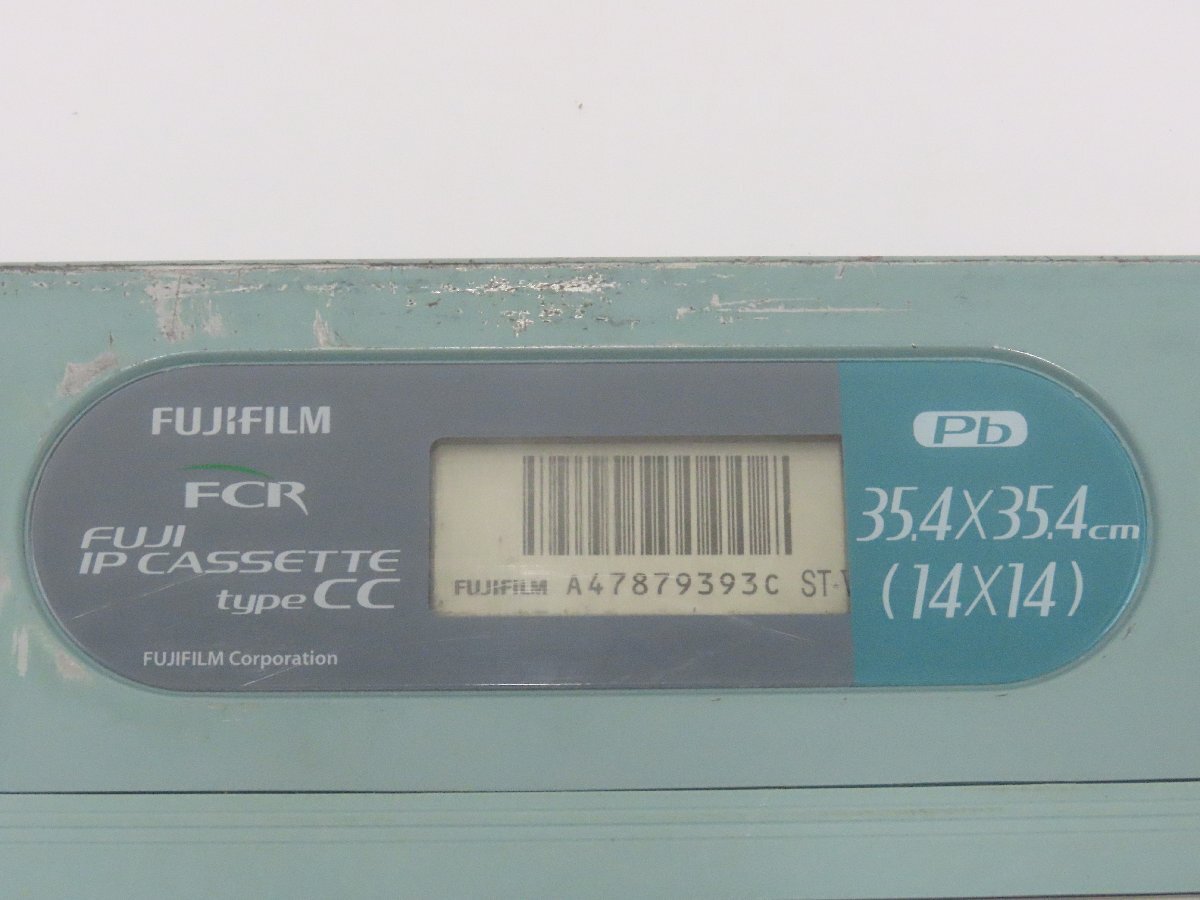 FUJIFILM
FCR
FUJI
IP CASSETTE
type CC
FUJIFILM Corporation
FUJIFILM A47879393C ST-
Pb
35.4X35.4cm
(14X14)